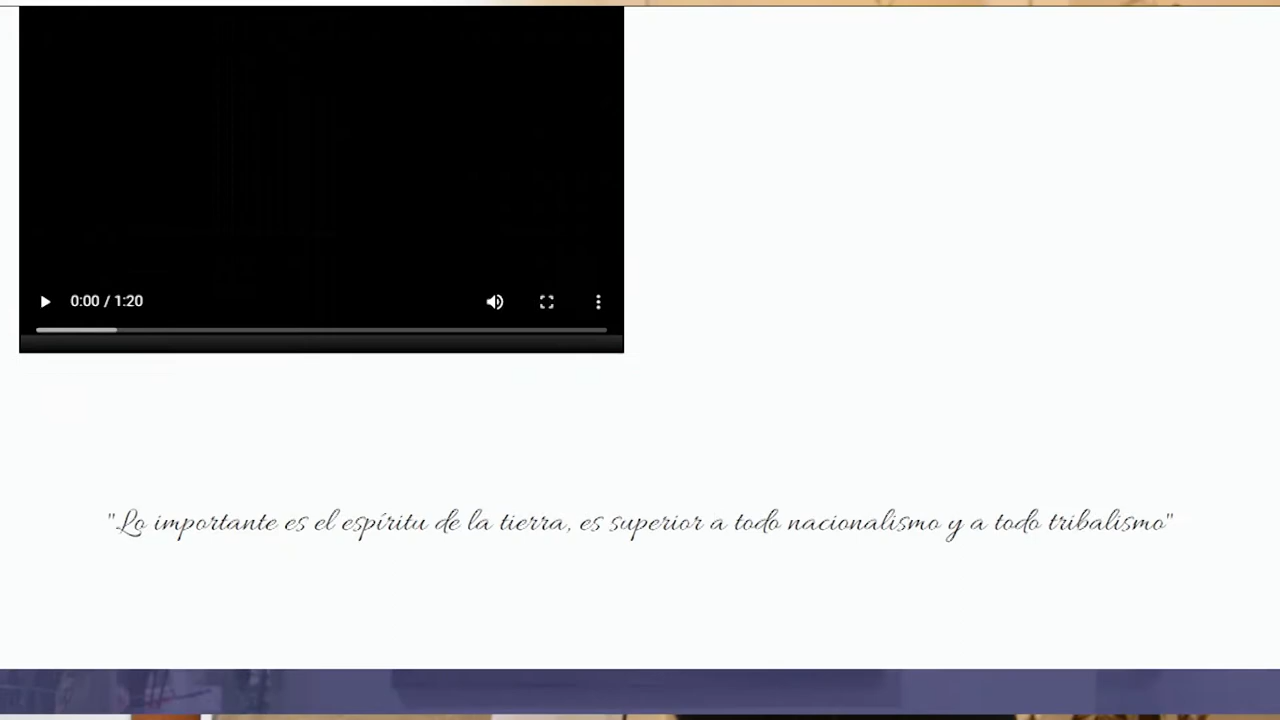 0:00 / 1:20
"Lo importante es el espíritu de la tierra, es superior a todo nacionalismo y a todo tribalismo"